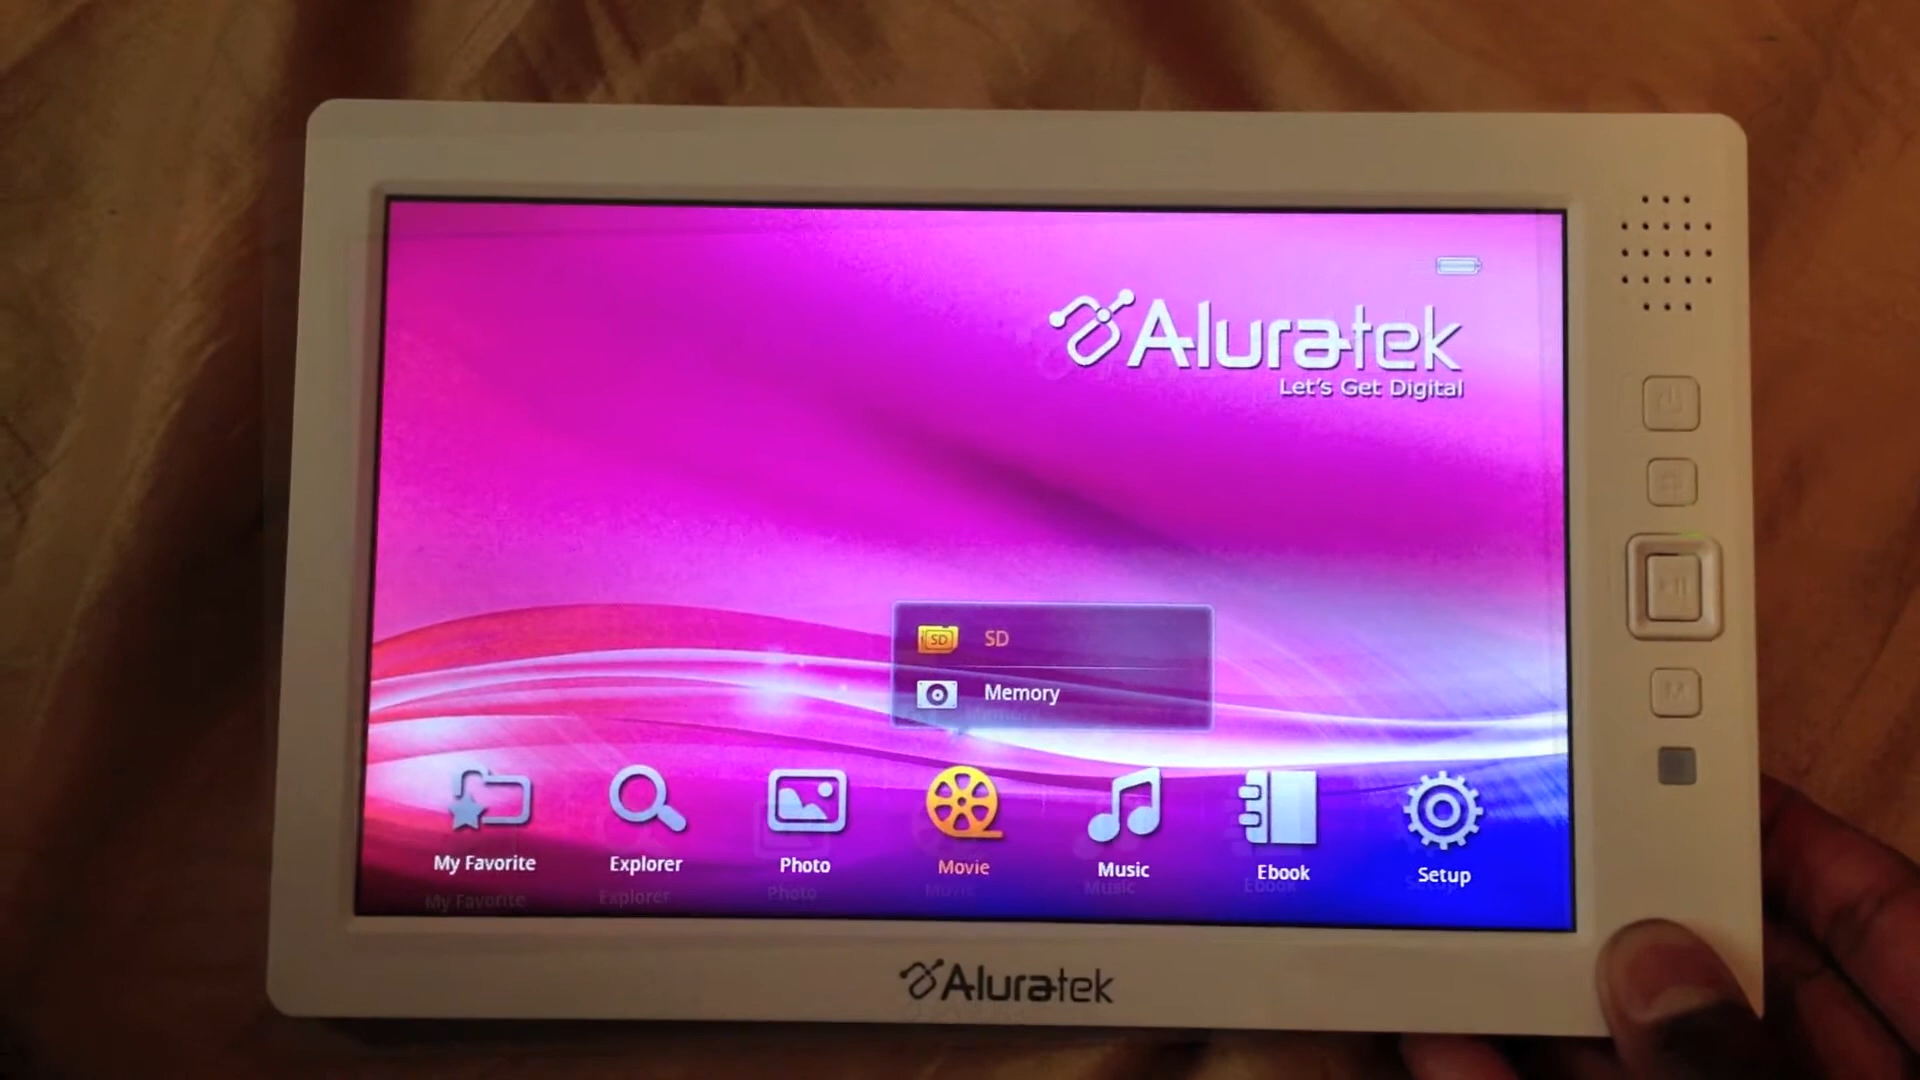 Aluratek
Let's Get Digital
SD
SD
Memory
My Favorite
Explorer
Photo
Movie
Music
Ebook
Setup
Aluratek